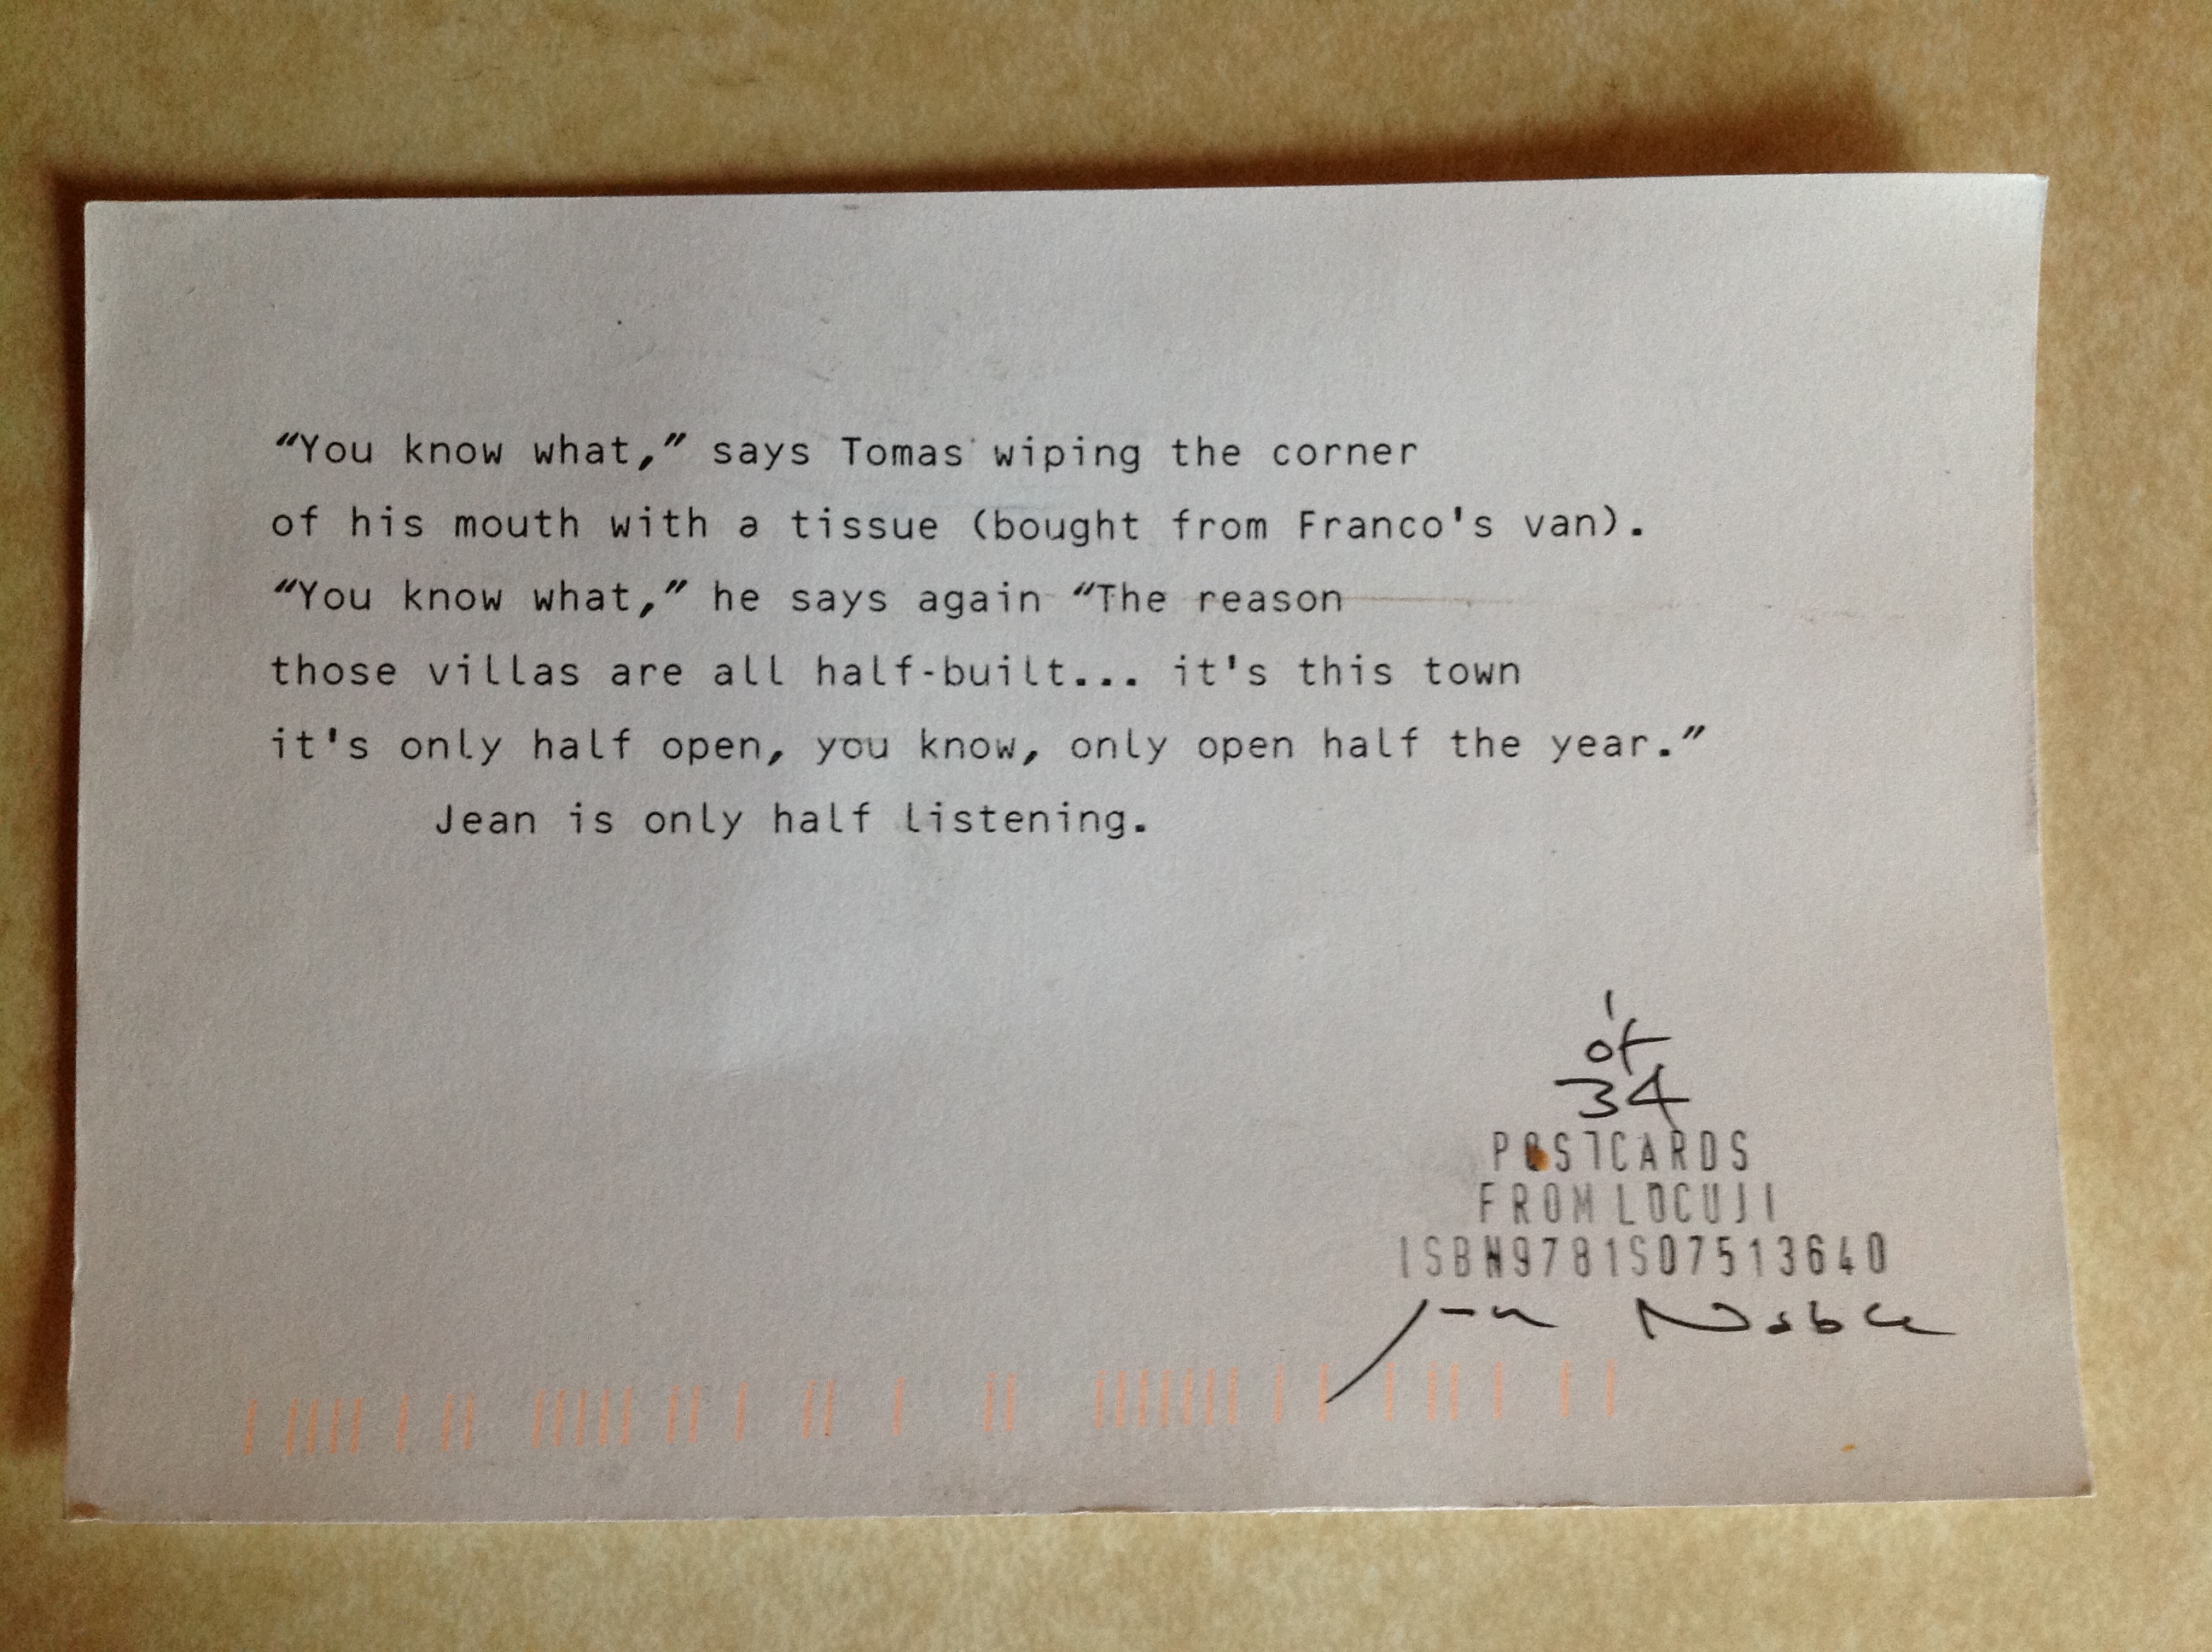 “You know what,” says Tomas wiping the corner
of his mouth with a tissue (bought from Franco's van).
“You know what,” he says again “The reason
those villas are all half-built... it's this town
it's only half open, you know, only open half the year.”
Jean is only half listening.
1
of
34
POSTCARDS
FROM LOCUJI
ISBN9781507513640
Jan Noble